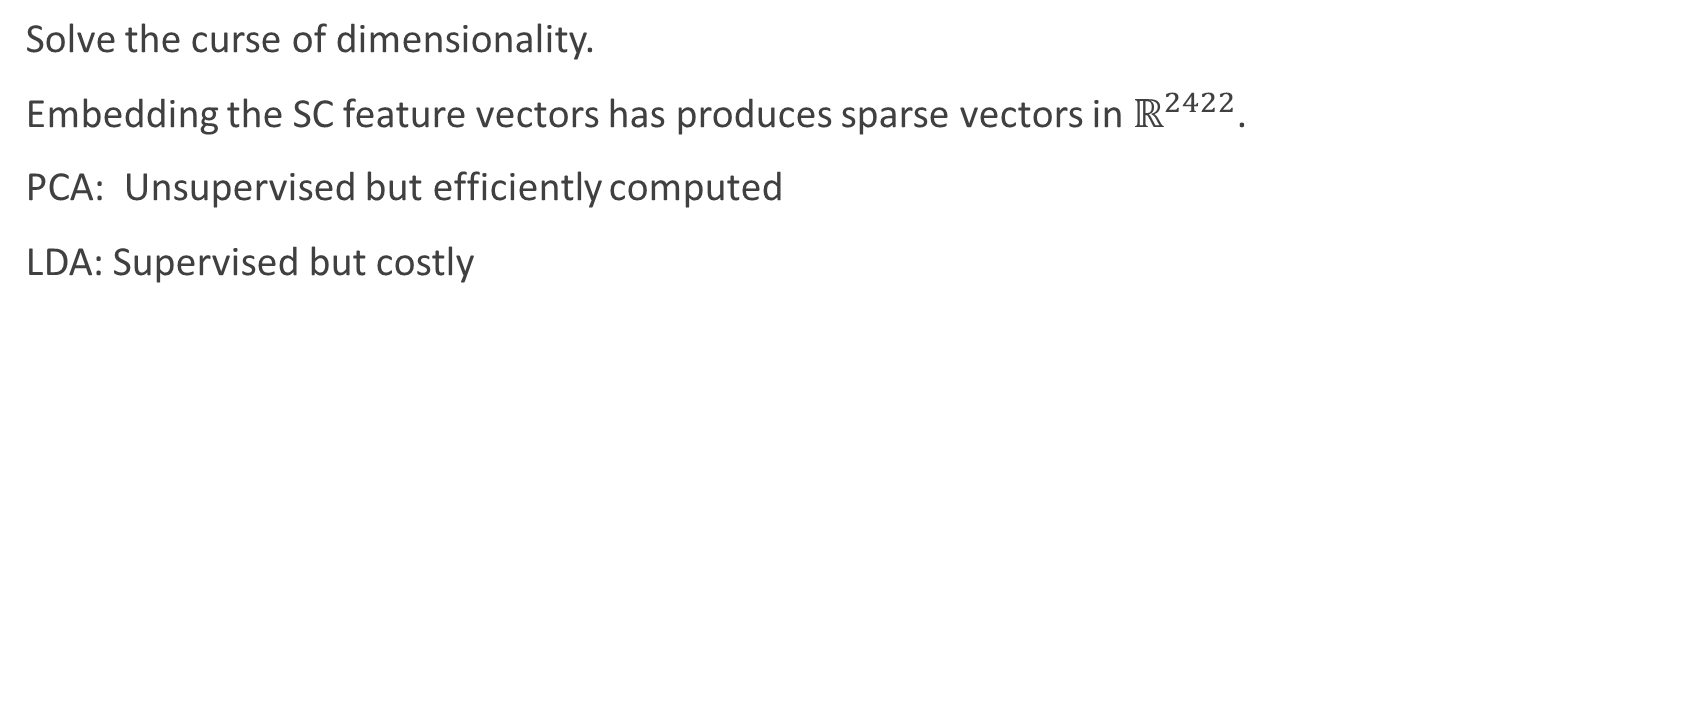 Solve the curse of dimensionality.
Embedding the SC feature vectors has produces sparse vectors in ℝ²⁴²².
PCA:  Unsupervised but efficiently computed
LDA: Supervised but costly